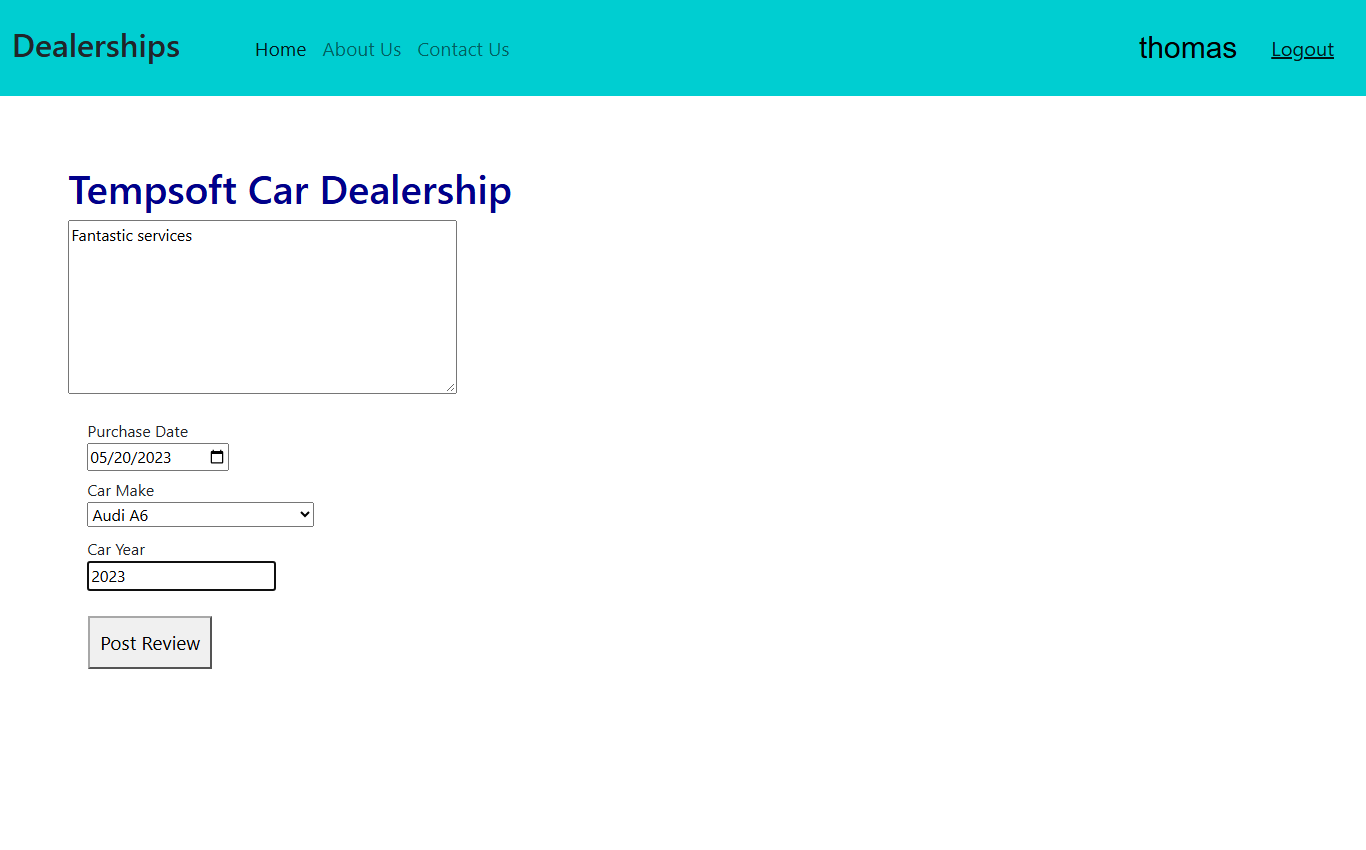 Dealerships Home About Us Contact Us thomas Logout
Tempsoft Car Dealership
Fantastic services
Purchase Date
05/20/2023
Car Make
Audi A6
Car Year
2023
Post Review